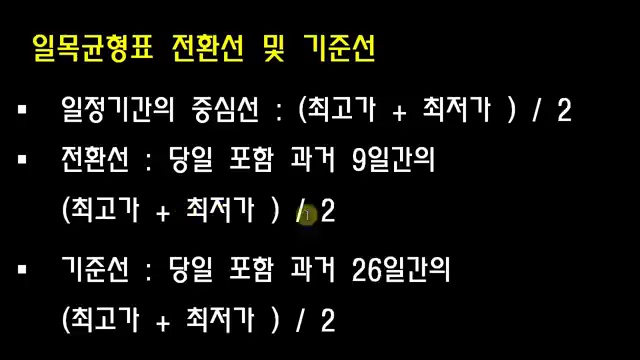 일목균형표 전환선 및 기준선
▪ 일정기간의 중심선 : (최고가 + 최저가 ) / 2
▪ 전환선 : 당일 포함 과거 9일간의
(최고가 + 최저가 ) / 2
▪ 기준선 : 당일 포함 과거 26일간의
(최고가 + 최저가 ) / 2